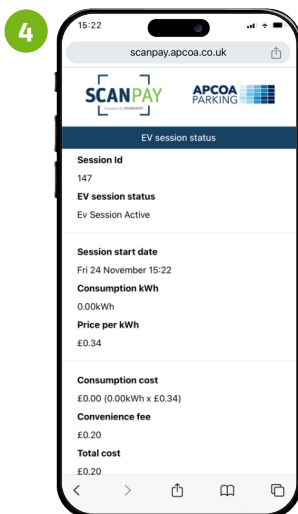 4
15:22
scanpay.apcoa.co.uk
SCANPAY
APCOA
PARKING
EV session status
Session Id
147
EV session status
Ev Session Active
Session start date
Fri 24 November 15:22
Consumption kWh
0.00kWh
Price per kWh
£0.34
Consumption cost
£0.00 (0.00kWh x £0.34)
Convenience fee
£0.20
Total cost
£0.20